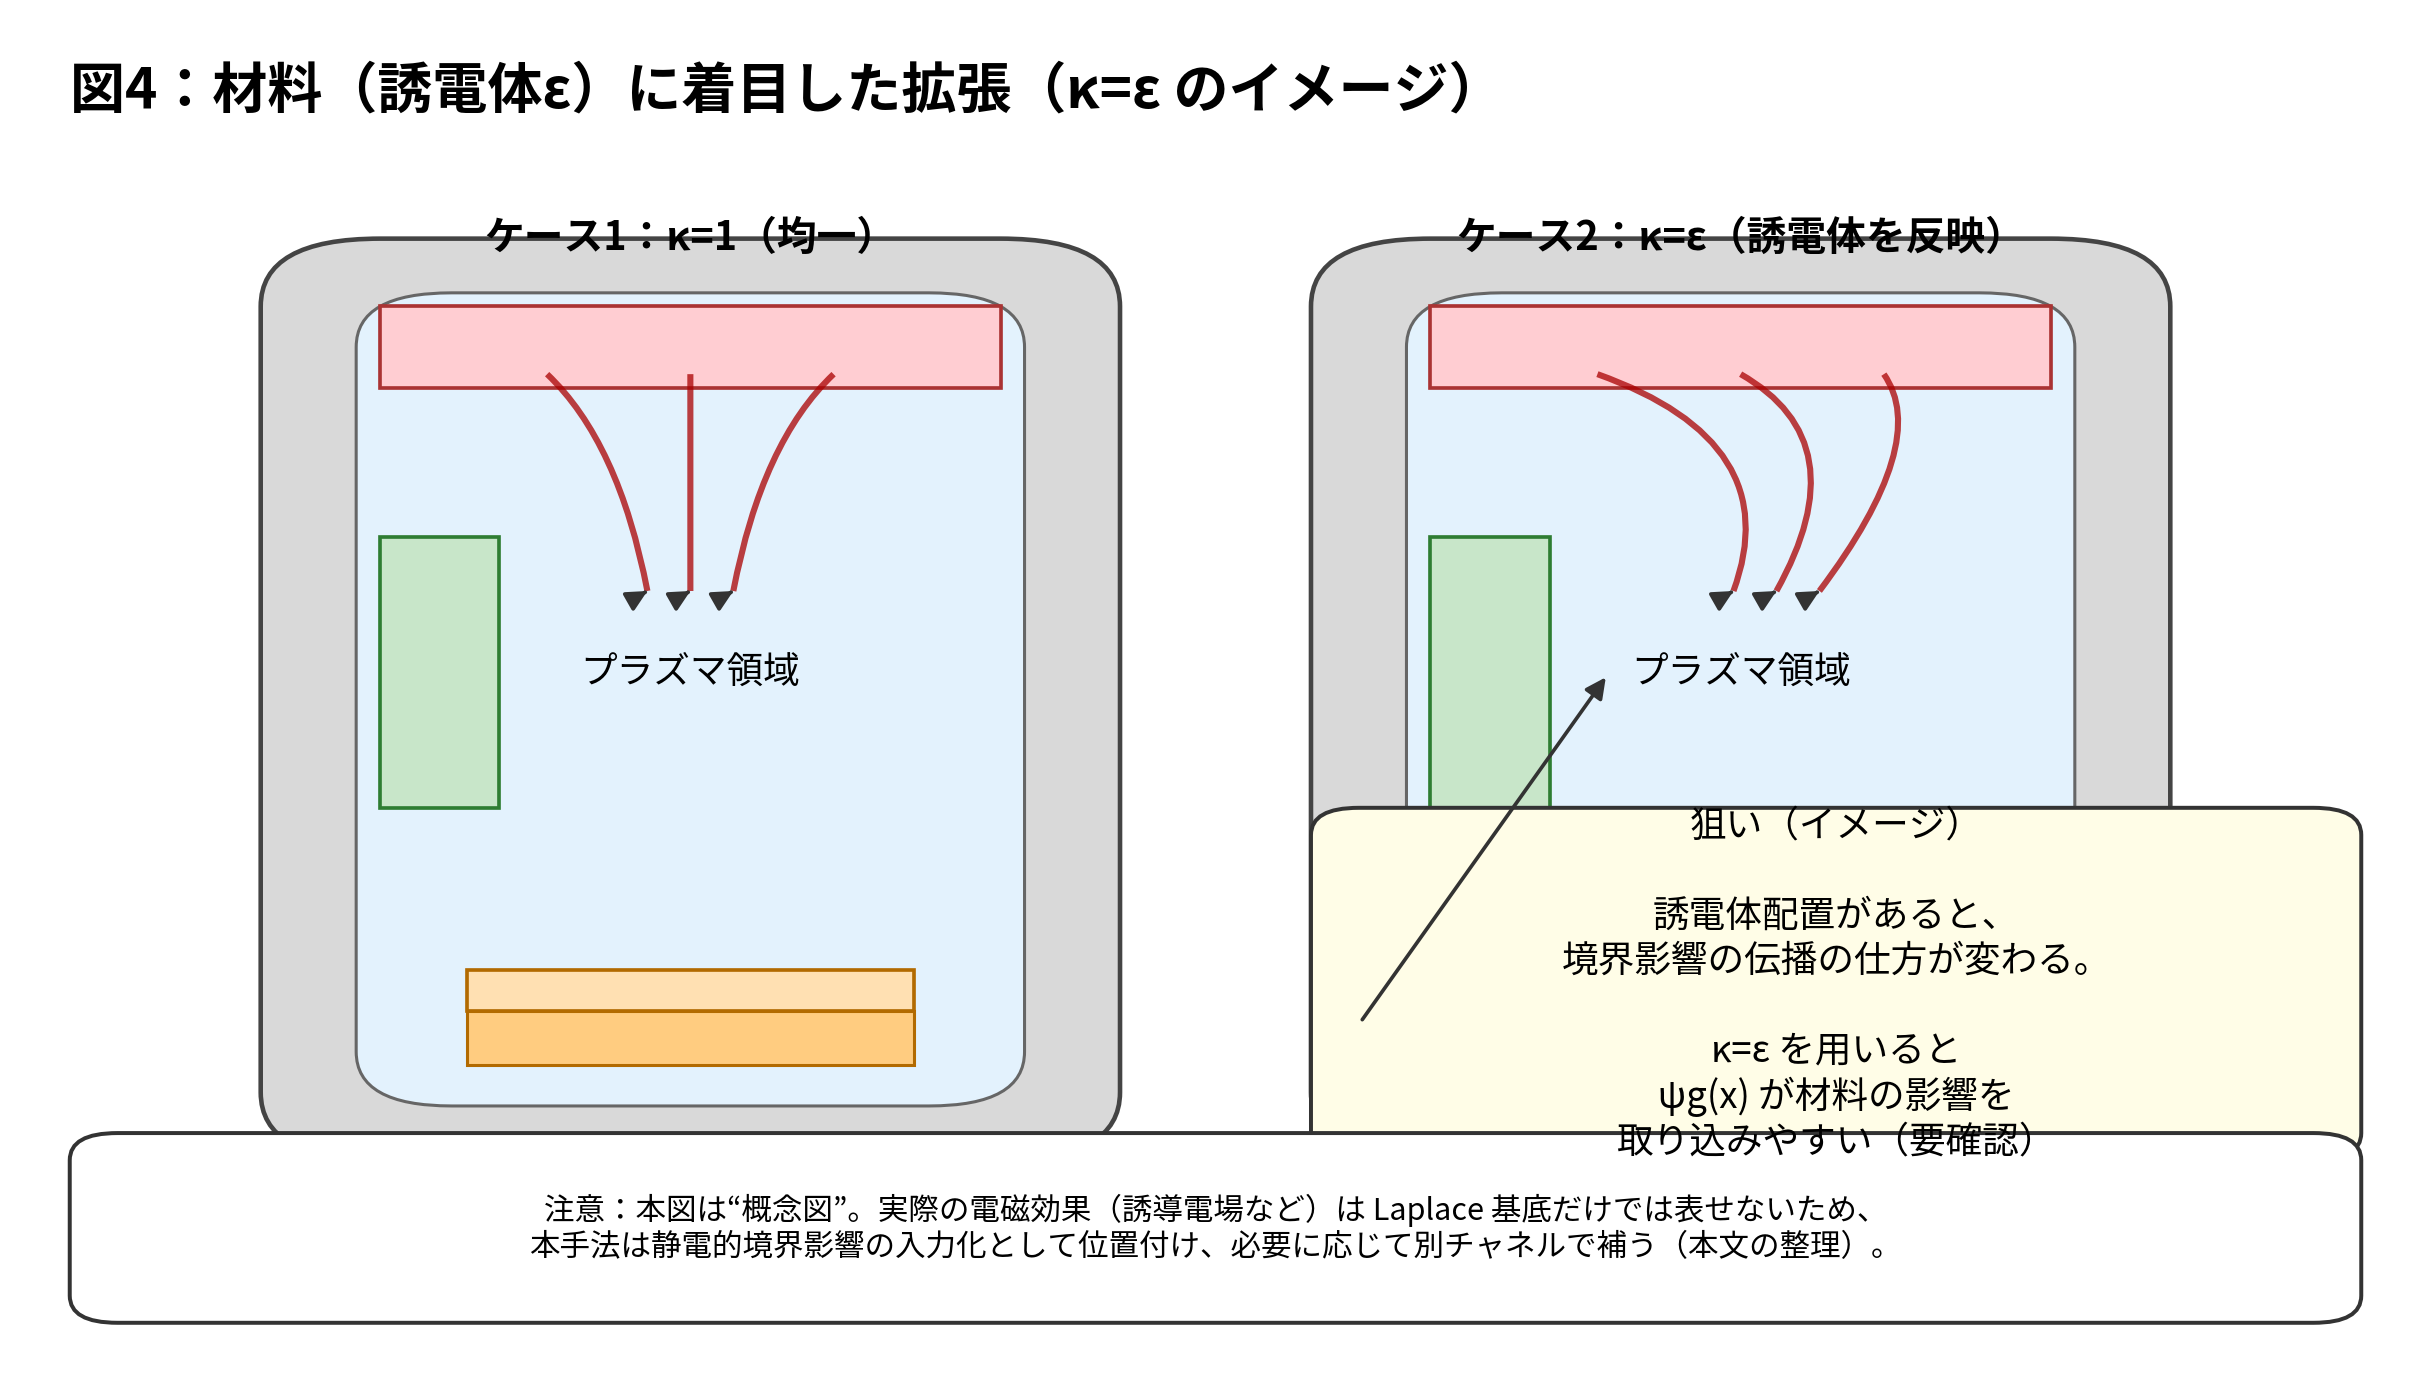 図4：材料（誘電体ε）に着目した拡張（κ=ε のイメージ）
ケース1：κ=1（均一）
ケース2：κ=ε（誘電体を反映）
プラズマ領域
プラズマ領域
狙い（イメージ）
誘電体配置があると、
境界影響の伝播の仕方が変わる。
κ=ε を用いると
ψg(x) が材料の影響を
取り込みやすい（要確認）
注意：本図は“概念図”。実際の電磁効果（誘導電場など）は Laplace 基底だけでは表せないため、
本手法は静電的境界影響の入力化として位置付け、必要に応じて別チャネルで補う（本文の整理）。